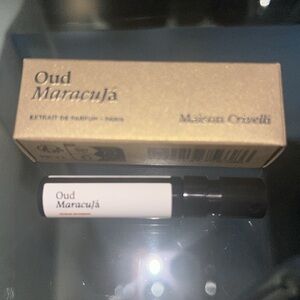 Oud
MaracuJá
EXTRAIT DE PARFUM - PARIS
Maison Crivelli
Oud
MaracuJá